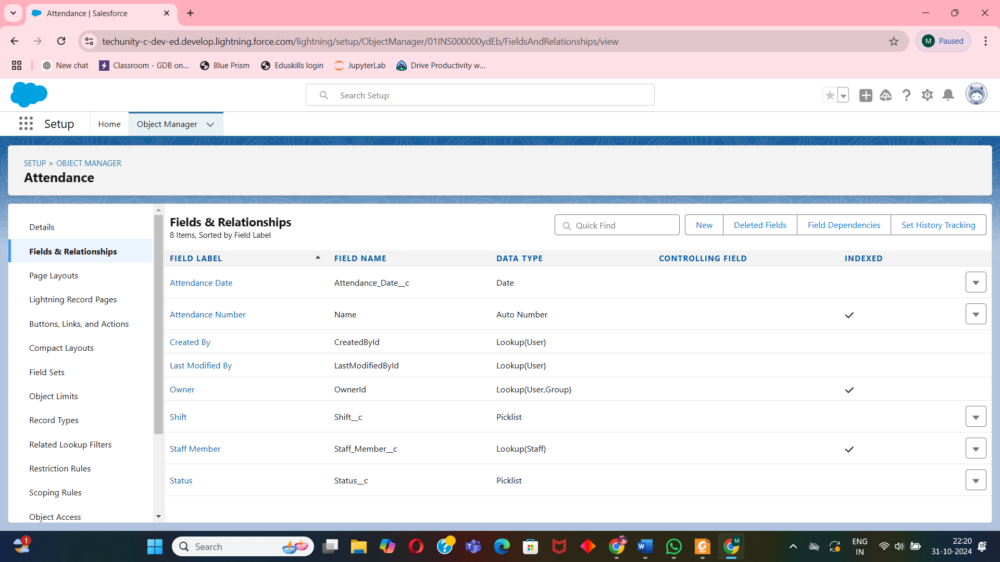 Attendance | Salesforce
techunity-c-dev-ed.develop.lightning.force.com/lightning/setup/ObjectManager/01INS000000ydEb/FieldsAndRelationships/view
M Paused
New chat Classroom - GDB on... Blue Prism Eduskills login JupyterLab Drive Productivity w...
Search Setup
Setup Home Object Manager
SETUP > OBJECT MANAGER
Attendance
Details
Fields & Relationships
Page Layouts
Lightning Record Pages
Buttons, Links, and Actions
Compact Layouts
Field Sets
Object Limits
Record Types
Related Lookup Filters
Restriction Rules
Scoping Rules
Object Access
Fields & Relationships
8 Items, Sorted by Field Label
Quick Find New Deleted Fields Field Dependencies Set History Tracking
FIELD LABEL FIELD NAME DATA TYPE CONTROLLING FIELD INDEXED
Attendance Date Attendance_Date__c Date
Attendance Number Name Auto Number
Created By CreatedById Lookup(User)
Last Modified By LastModifiedById Lookup(User)
Owner OwnerId Lookup(User,Group)
Shift Shift__c Picklist
Staff Member Staff_Member__c Lookup(Staff)
Status Status__c Picklist
1
Search
ENG
IN
22:20
31-10-2024